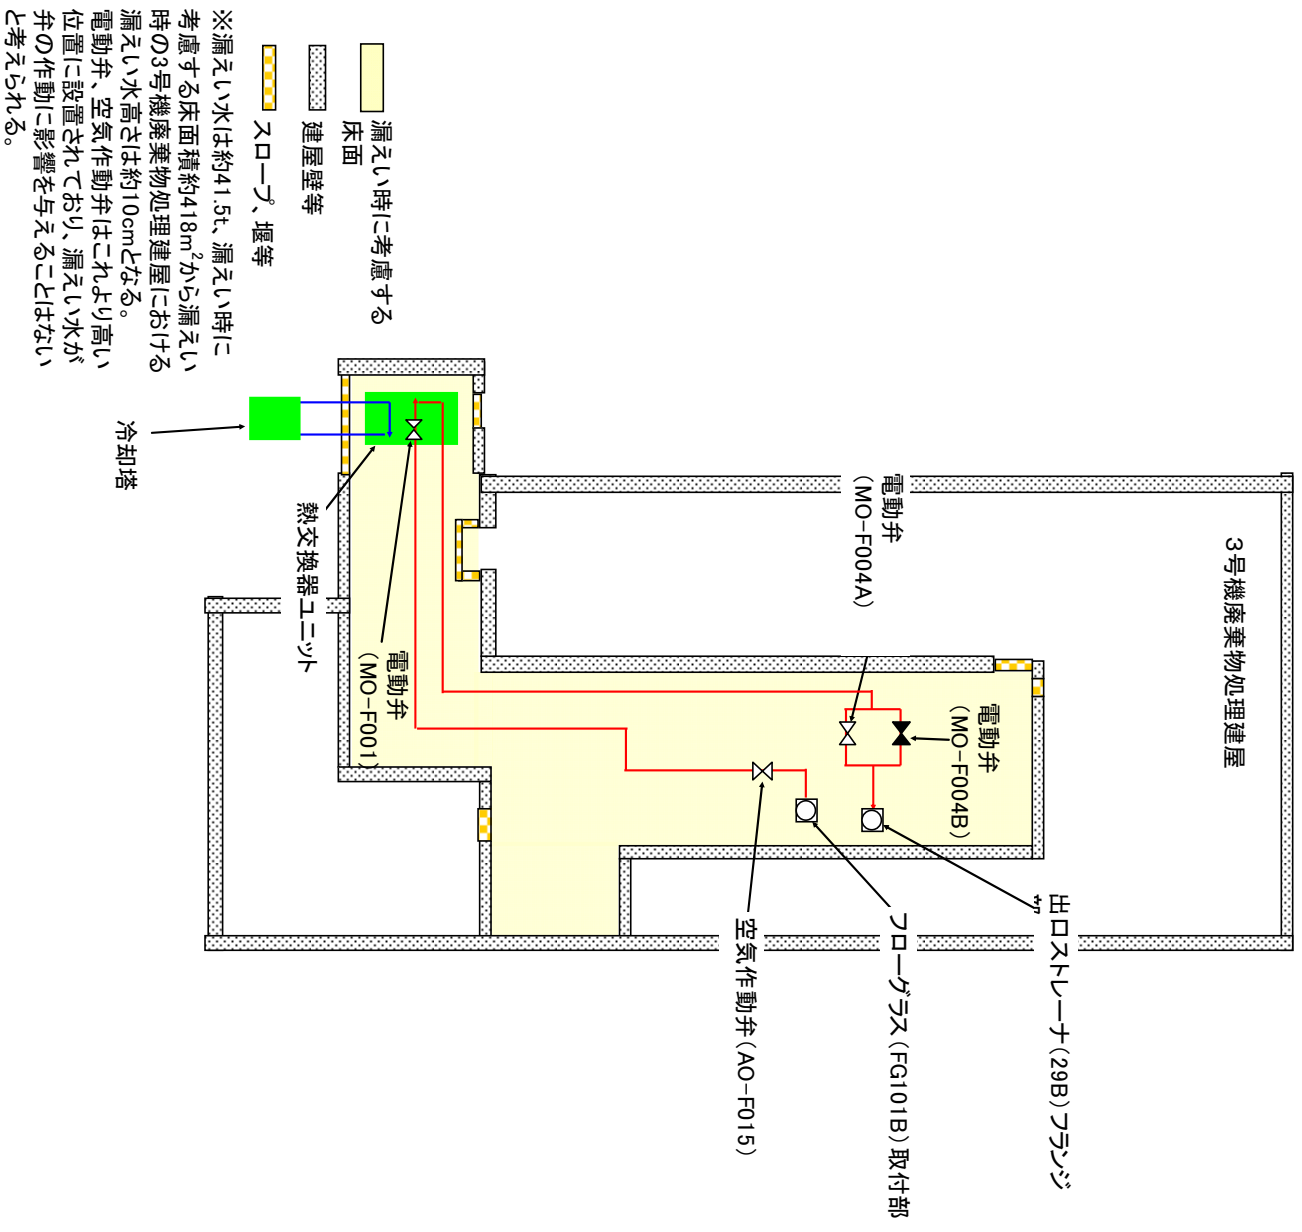 3号機廃棄物処理建屋
出口ストレーナ(29B)フランジ
電動弁
(MO-F004B)
電動弁
(MO-F004A)
フローグラス(FG101B)取付部
空気作動弁(AO-F015)
電動弁
(MO-F001)
熱交換器ユニット
冷却塔
漏えい時に考慮する
床面
建屋壁等
スロープ、堰等
※漏えい水は約41.5t、漏えい時に
考慮する床面積約418m²から漏えい
時の3号機廃棄物処理建屋における
漏えい水高さは約10cmとなる。
電動弁、空気作動弁はこれより高い
位置に設置されており、漏えい水が
弁の作動に影響を与えることはない
と考えられる。